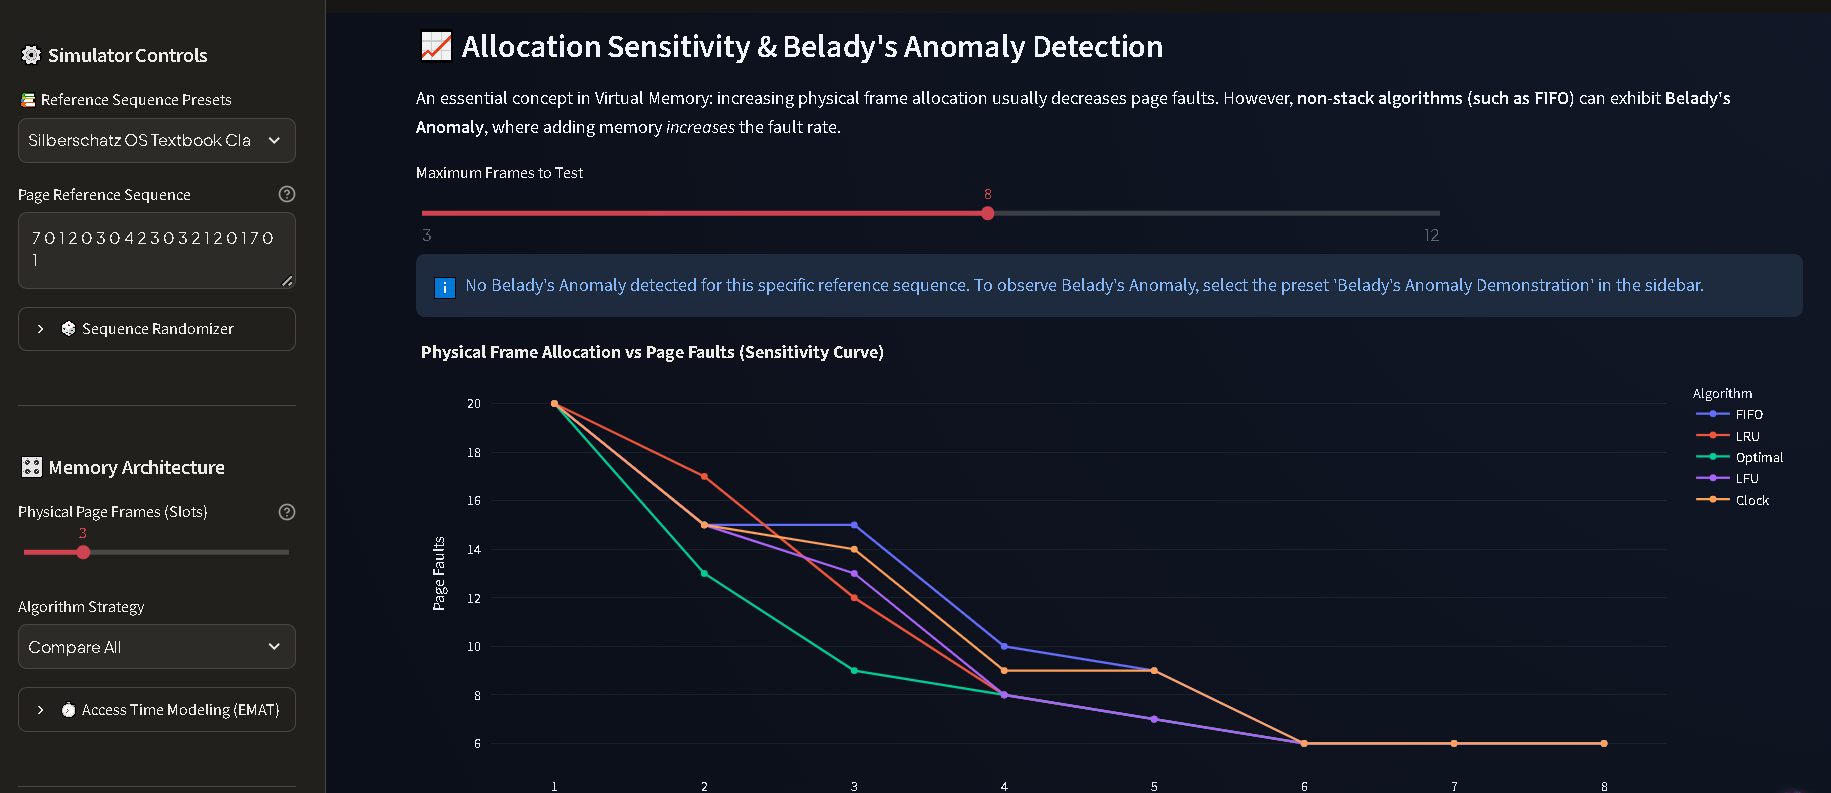 Simulator Controls
Reference Sequence Presets
Silberschatz OS Textbook Cla
Page Reference Sequence
7 0 1 2 0 3 0 4 2 3 0 3 2 1 2 0 1 7 0
1
Sequence Randomizer
Memory Architecture
Physical Page Frames (Slots)
3
Algorithm Strategy
Compare All
Access Time Modeling (EMAT)
Allocation Sensitivity & Belady's Anomaly Detection
An essential concept in Virtual Memory: increasing physical frame allocation usually decreases page faults. However, non-stack algorithms (such as FIFO) can exhibit Belady's
Anomaly, where adding memory increases the fault rate.
Maximum Frames to Test
8
3 12
No Belady's Anomaly detected for this specific reference sequence. To observe Belady's Anomaly, select the preset 'Belady's Anomaly Demonstration' in the sidebar.
Physical Frame Allocation vs Page Faults (Sensitivity Curve)
Page Faults
20
18
16
14
12
10
8
6
1 2 3 4 5 6 7 8
Algorithm
FIFO
LRU
Optimal
LFU
Clock